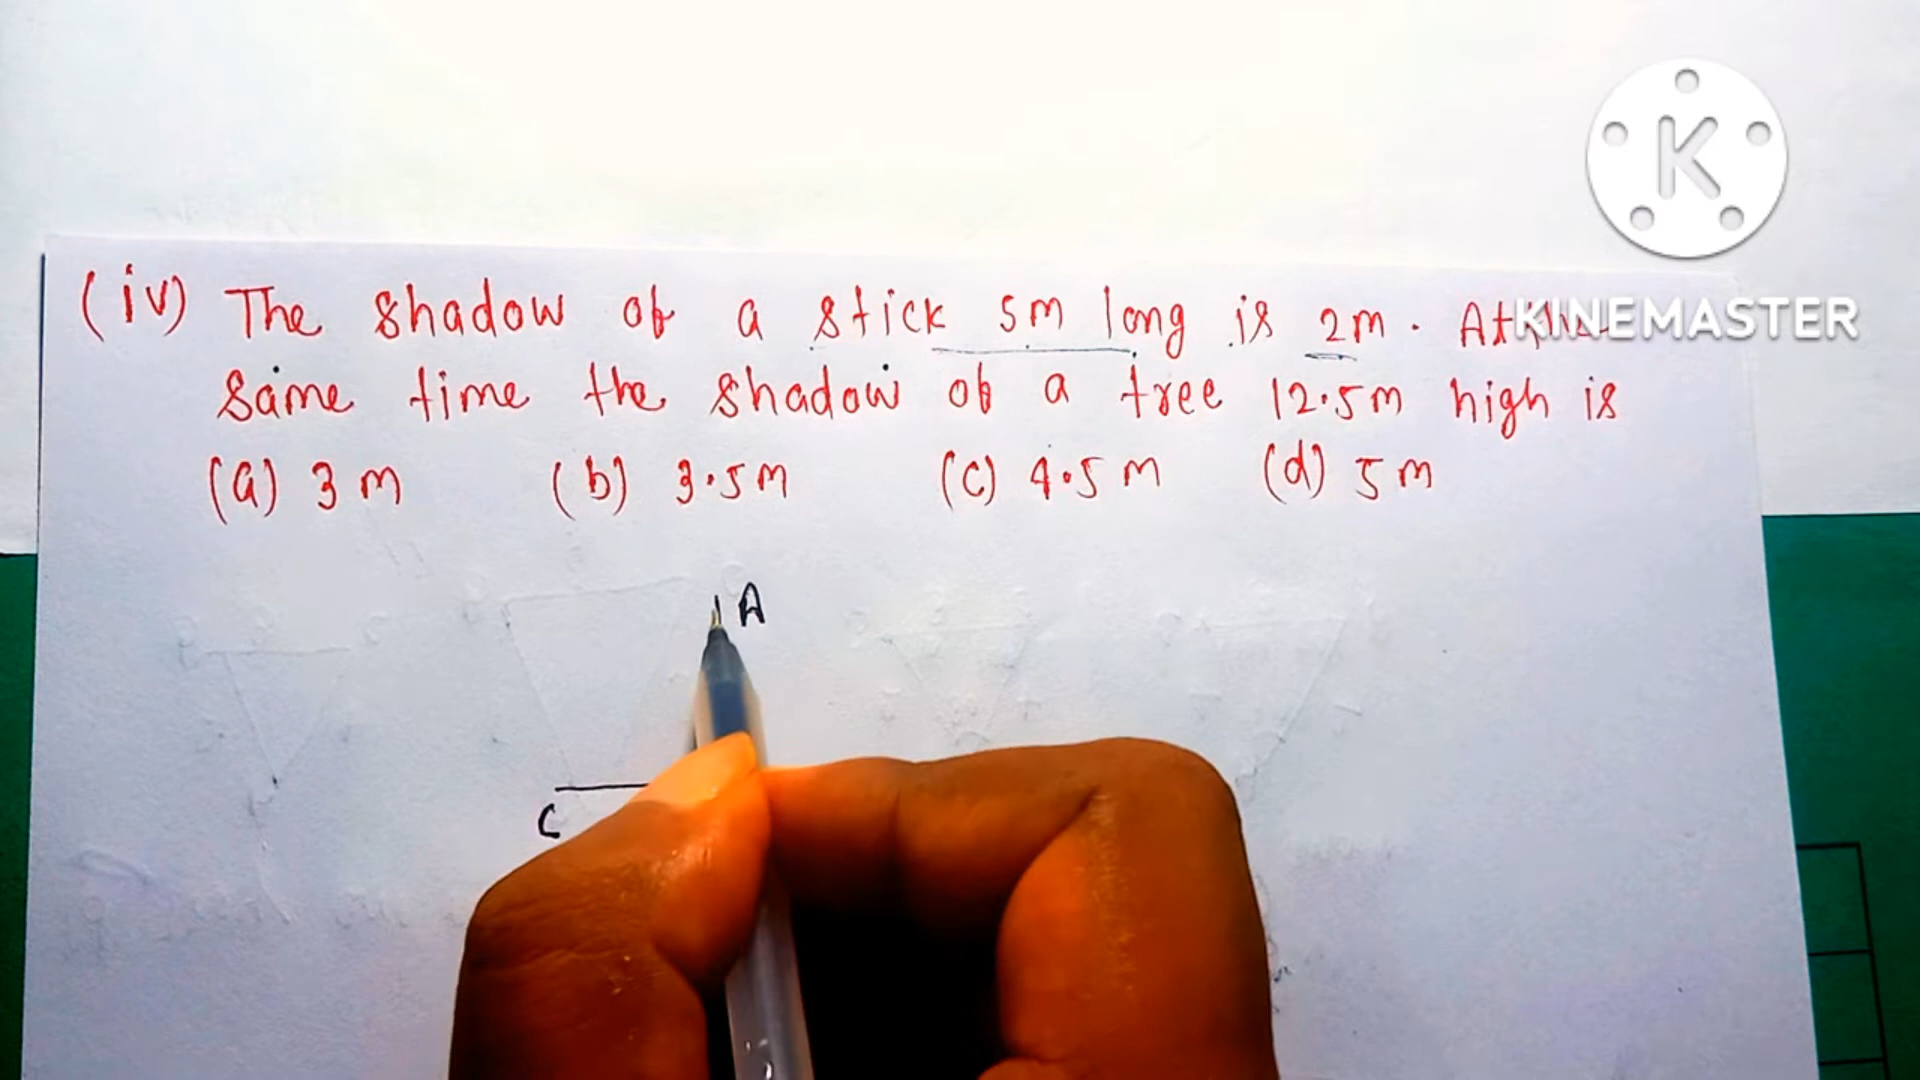 K
KINEMASTER
(iv) The shadow of a stick 5m long is 2m. At
same time the shadow of a tree 12.5m high is
(a) 3 m (b) 3.5m (c) 4.5 m (d) 5 m
A
C